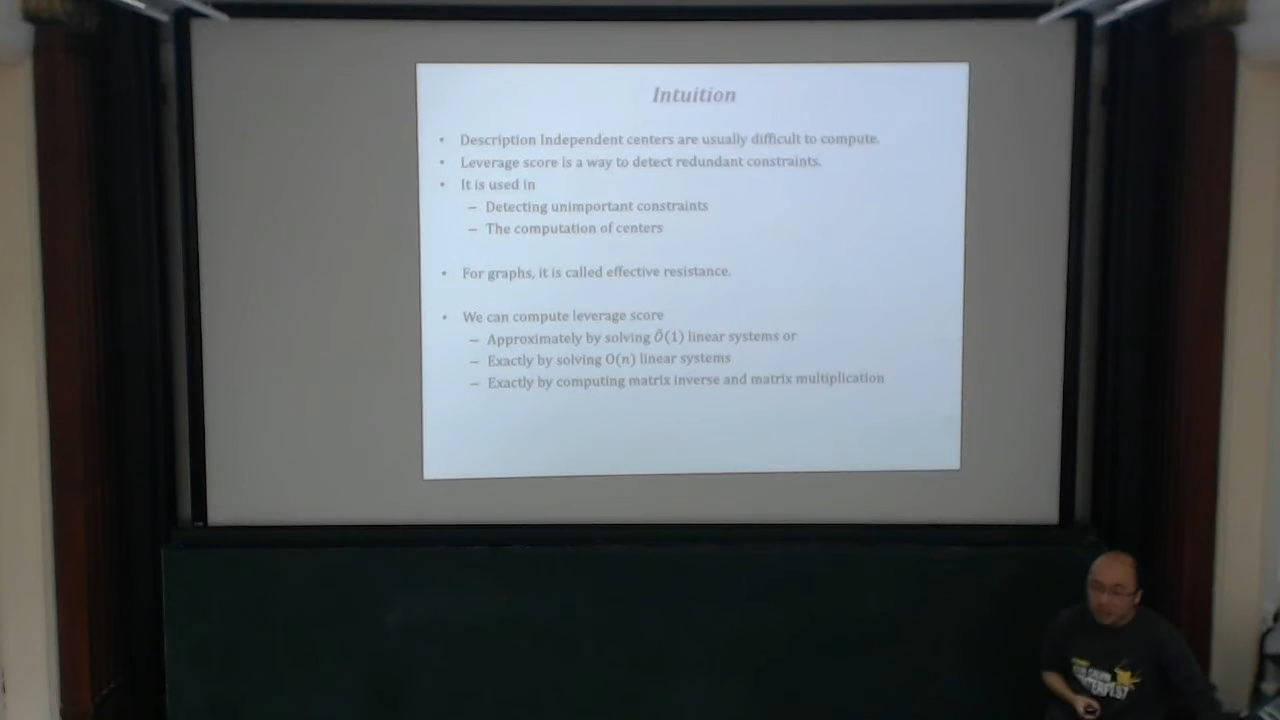 Intuition
• Description Independent centers are usually difficult to compute.
• Leverage score is a way to detect redundant constraints.
• It is used in
– Detecting unimportant constraints
– The computation of centers
• For graphs, it is called effective resistance.
• We can compute leverage score
– Approximately by solving Õ(1) linear systems or
– Exactly by solving O(n) linear systems
– Exactly by computing matrix inverse and matrix multiplication